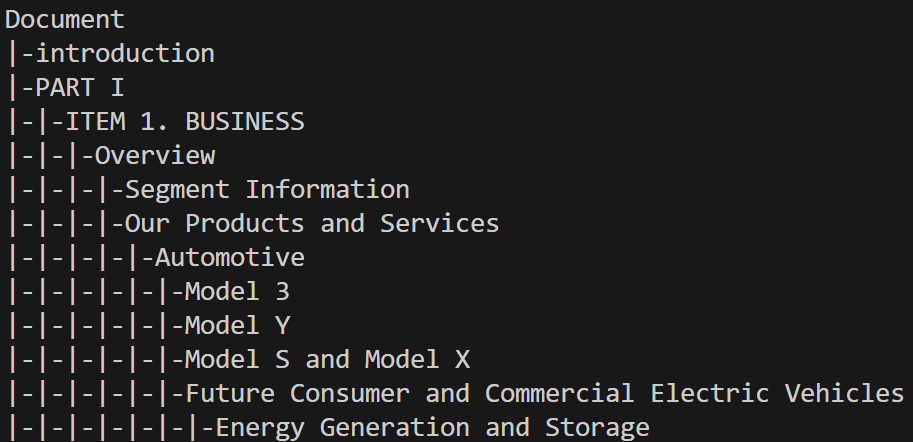 Document
|-introduction
|-PART I
|-|-ITEM 1. BUSINESS
|-|-|-Overview
|-|-|-|-Segment Information
|-|-|-|-Our Products and Services
|-|-|-|-|-Automotive
|-|-|-|-|-|-Model 3
|-|-|-|-|-|-Model Y
|-|-|-|-|-|-Model S and Model X
|-|-|-|-|-|-Future Consumer and Commercial Electric Vehicles
|-|-|-|-|-|-|-Energy Generation and Storage